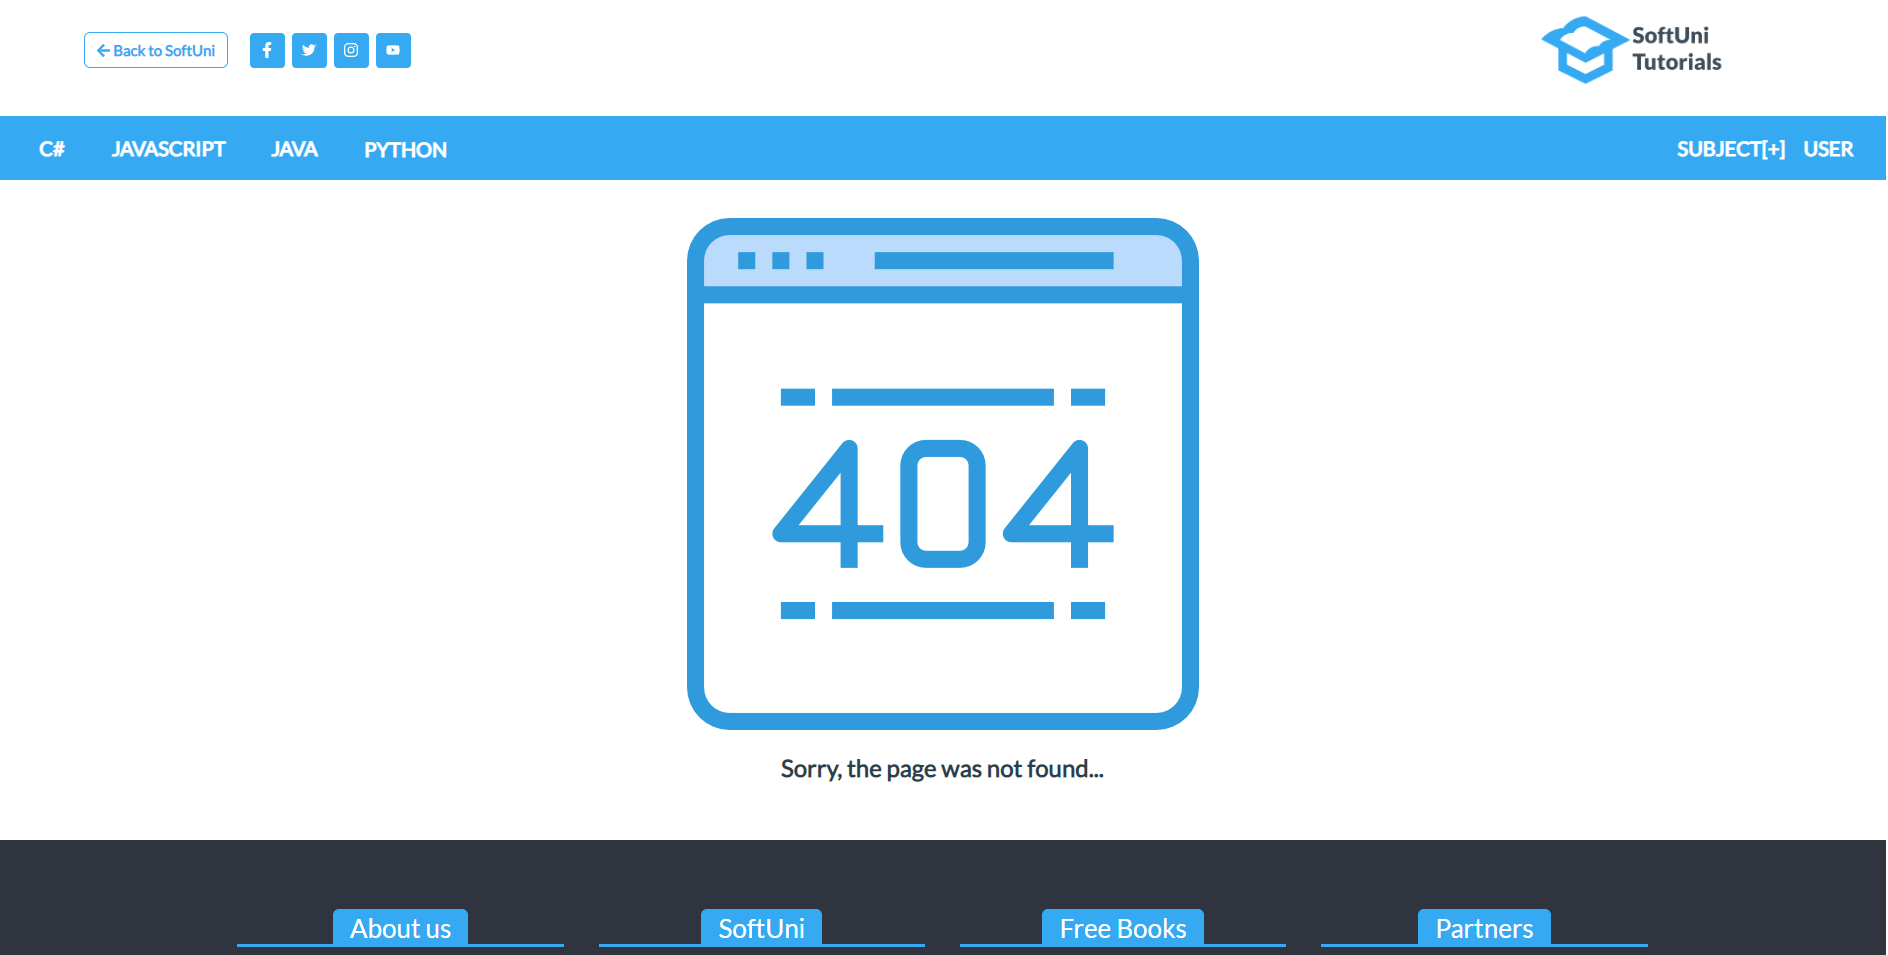 Back to SoftUni
SoftUni
Tutorials
C# JAVASCRIPT JAVA PYTHON SUBJECT[+] USER
404
Sorry, the page was not found...
About us SoftUni Free Books Partners